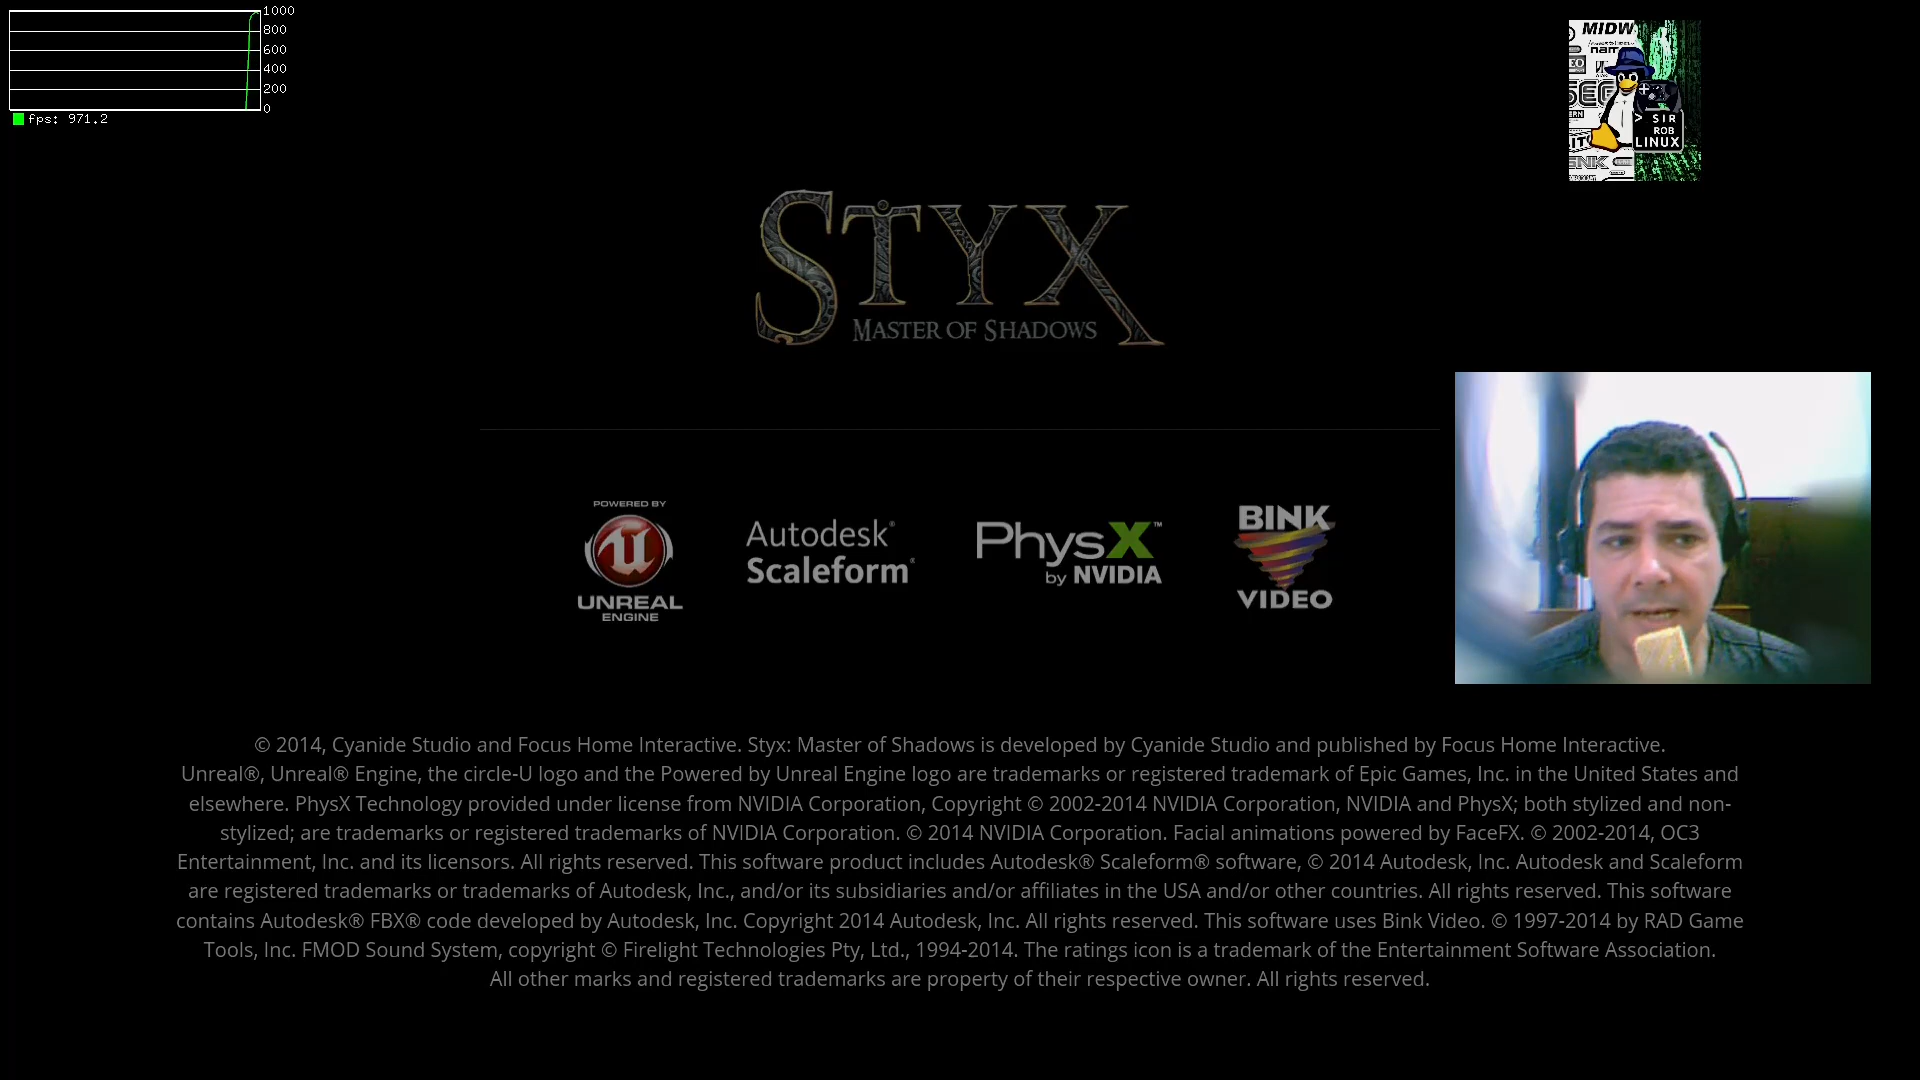 1000
800
600
400
200
0
fps: 971.2
MIDW
SEG
> SIR
ROB
LINUX
STYX
MASTER OF SHADOWS
POWERED BY
UNREAL
ENGINE
Autodesk®
Scaleform®
PhysX™
by NVIDIA
BINK
VIDEO
© 2014, Cyanide Studio and Focus Home Interactive. Styx: Master of Shadows is developed by Cyanide Studio and published by Focus Home Interactive.
Unreal®, Unreal® Engine, the circle-U logo and the Powered by Unreal Engine logo are trademarks or registered trademark of Epic Games, Inc. in the United States and
elsewhere. PhysX Technology provided under license from NVIDIA Corporation, Copyright © 2002-2014 NVIDIA Corporation, NVIDIA and PhysX; both stylized and non-
stylized; are trademarks or registered trademarks of NVIDIA Corporation. © 2014 NVIDIA Corporation. Facial animations powered by FaceFX. © 2002-2014, OC3
Entertainment, Inc. and its licensors. All rights reserved. This software product includes Autodesk® Scaleform® software, © 2014 Autodesk, Inc. Autodesk and Scaleform
are registered trademarks or trademarks of Autodesk, Inc., and/or its subsidiaries and/or affiliates in the USA and/or other countries. All rights reserved. This software
contains Autodesk® FBX® code developed by Autodesk, Inc. Copyright 2014 Autodesk, Inc. All rights reserved. This software uses Bink Video. © 1997-2014 by RAD Game
Tools, Inc. FMOD Sound System, copyright © Firelight Technologies Pty, Ltd., 1994-2014. The ratings icon is a trademark of the Entertainment Software Association.
All other marks and registered trademarks are property of their respective owner. All rights reserved.